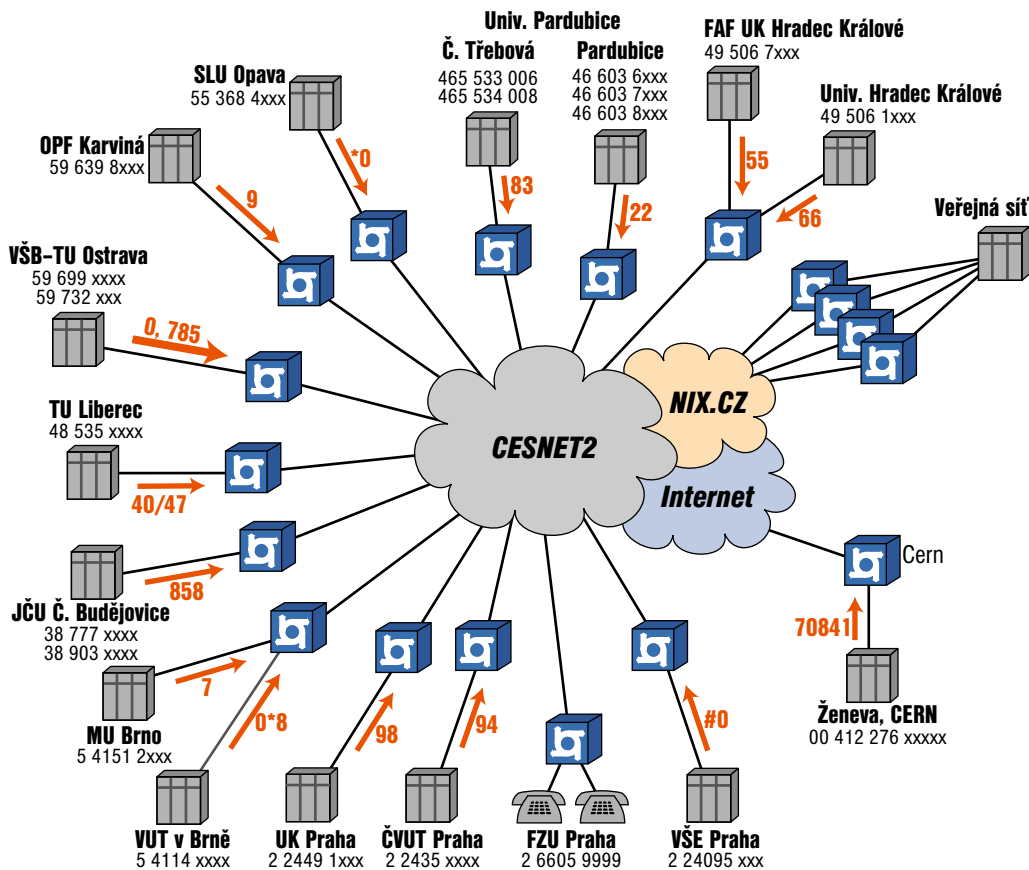 Univ. Pardubice
Č. Třebová
465 533 006
465 534 008
83
Pardubice
46 603 6xxx
46 603 7xxx
46 603 8xxx
22
FAF UK Hradec Králové
49 506 7xxx
55
Univ. Hradec Králové
49 506 1xxx
66
SLU Opava
55 368 4xxx
*0
OPF Karviná
59 639 8xxx
9
Veřejná síť
VŠB–TU Ostrava
59 699 xxxx
59 732 xxx
0, 785
TU Liberec
48 535 xxxx
40/47
CESNET2
NIX.CZ
Internet
Cern
70841
Ženeva, CERN
00 412 276 xxxxx
858
JČU Č. Budějovice
38 777 xxxx
38 903 xxxx
7
MU Brno
5 4151 2xxx
0*8
VUT v Brně
5 4114 xxxx
98
UK Praha
2 2449 1xxx
94
ČVUT Praha
2 2435 xxxx
FZU Praha
2 6605 9999
#0
VŠE Praha
2 24095 xxx